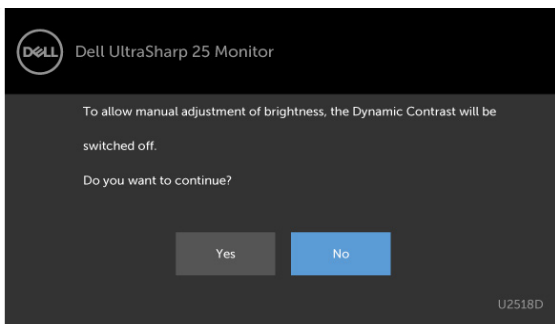 DELL
Dell UltraSharp 25 Monitor
To allow manual adjustment of brightness, the Dynamic Contrast will be
switched off.
Do you want to continue?
Yes
No
U2518D